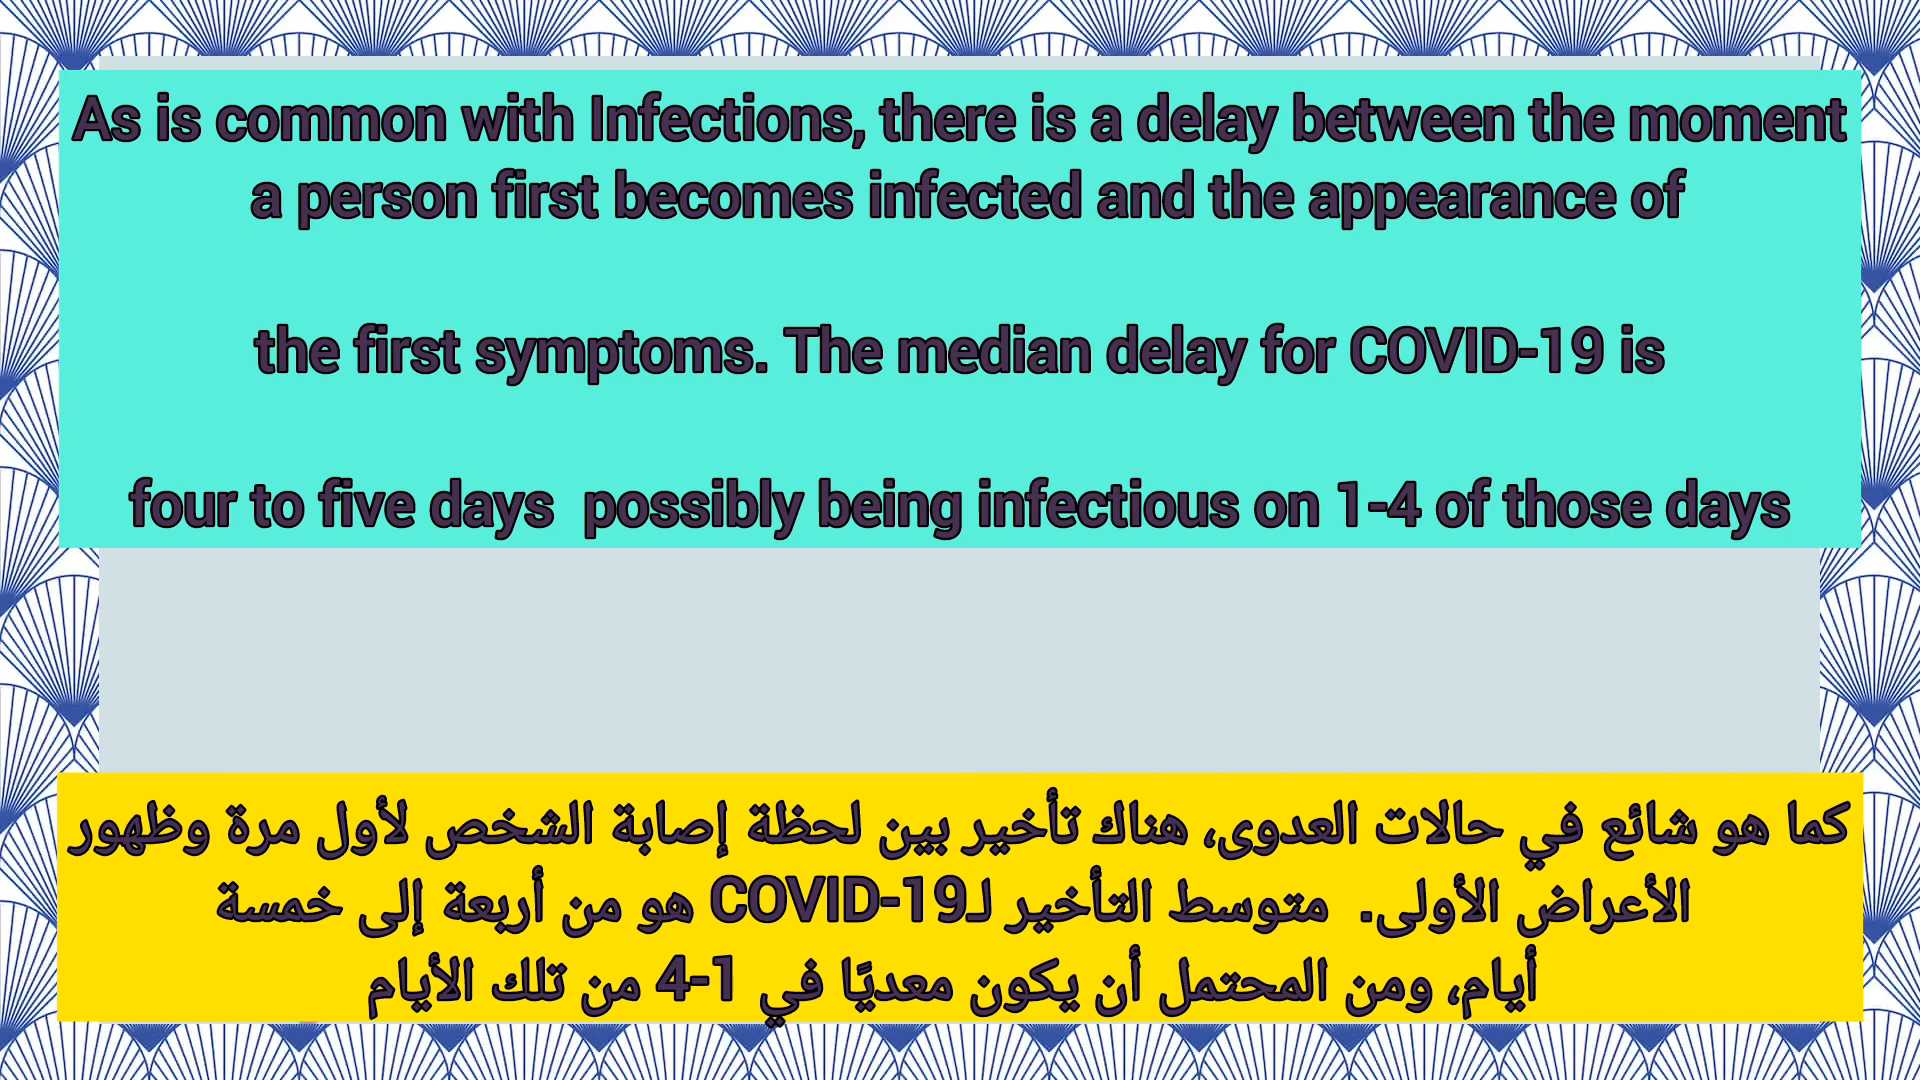 As is common with Infections, there is a delay between the moment
a person first becomes infected and the appearance of
the first symptoms. The median delay for COVID-19 is
four to five days  possibly being infectious on 1-4 of those days
كما هو شائع في حالات العدوى، هناك تأخير بين لحظة إصابة الشخص لأول مرة وظهور
الأعراض الأولى.  متوسط التأخير لـCOVID-19 هو من أربعة إلى خمسة
أيام، ومن المحتمل أن يكون معديًا في 1-4 من تلك الأيام